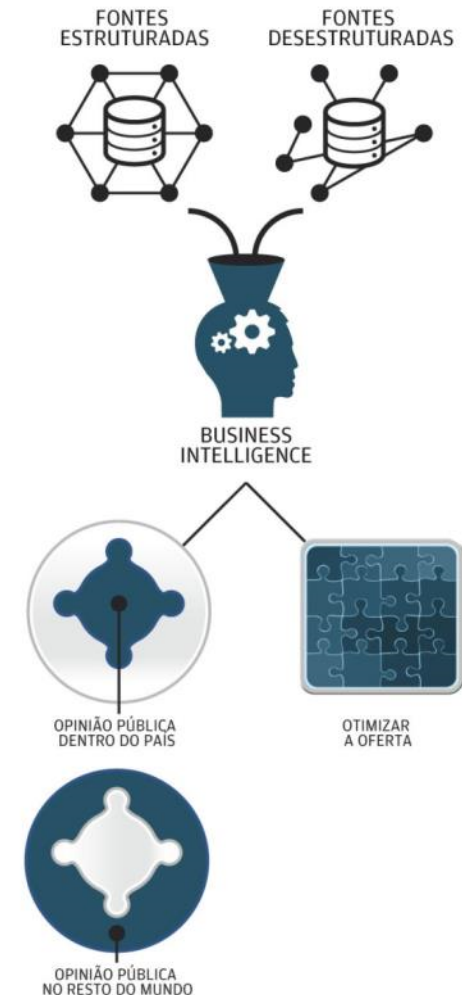 FONTES
ESTRUTURADAS
FONTES
DESESTRUTURADAS
BUSINESS
INTELLIGENCE
OPINIÃO PÚBLICA
DENTRO DO PAÍS
OTIMIZAR
A OFERTA
OPINIÃO PÚBLICA
NO RESTO DO MUNDO